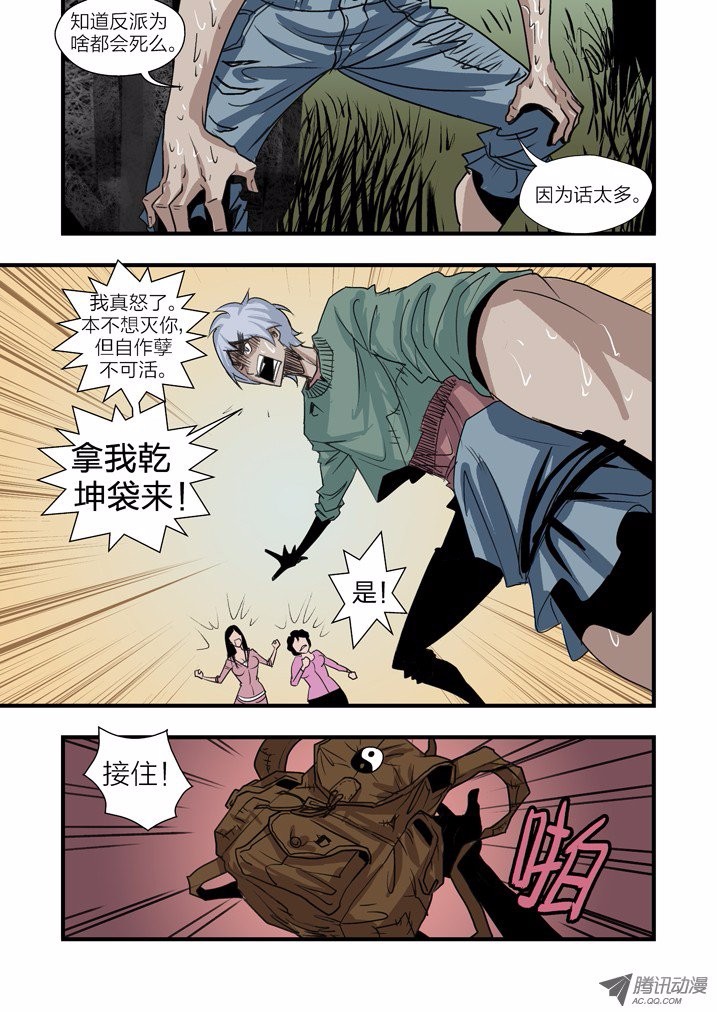 知道反派为
啥都会死么。
因为话太多。
我真怒了。
本不想灭你，
但自作孽
不可活。
拿我乾
坤袋来！
是！
接住！
啪
腾讯动漫
AC.QQ.COM